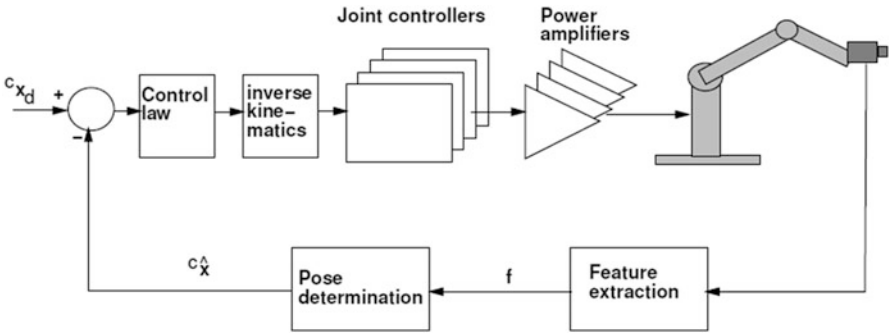 Joint controllers
Power
amplifiers
c x d
+
−
Control
law
inverse
kine−
matics
c x̂
Pose
determination
f
Feature
extraction